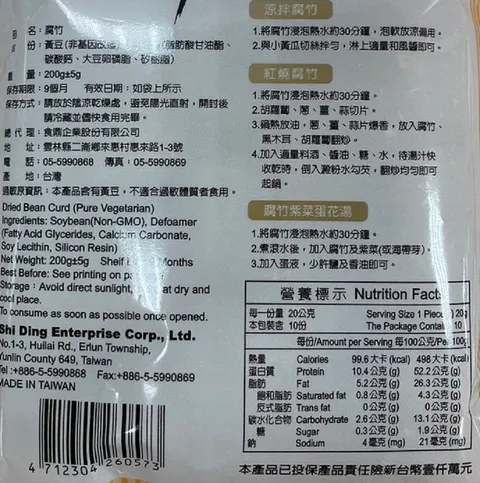 品 名：腐竹
成 份：黃豆(非基因改造)、 (脂肪酸甘油酯、
碳酸鈣、大豆卵磷脂、矽樹脂)
重 量：200g±5g
保存期限：9個月 有效日期：如袋上所示
保存方式：請放於陰涼乾燥處，避免陽光直射，開封後
請冷藏並儘快食用完畢。
總 代 理：食鼎企業股份有限公司
地 址：雲林縣二崙鄉來惠村惠來路1-3號
電 話：05-5990868 傳真：05-5990869
產 地：台灣
過敏原資訊：本產品含有黃豆，不適合過敏體質者食用。
Dried Bean Curd (Pure Vegetarian)
Ingredients: Soybean(Non-GMO), Defoamer
(Fatty Acid Glycerides, Calcium Carbonate,
Soy Lecithin, Silicon Resin)
Net Weight: 200g±5g Shelf Months
Best Before: See printing on
Storage：Avoid direct sunlight, at dry and
cool place.
To consume as soon as possible once opened.
Shi Ding Enterprise Corp., Ltd.
No.1-3, Huilai Rd., Erlun Township,
Yunlin County 649, Taiwan
Tel :+886-5-5990868 Fax:+886-5-5990869
MADE IN TAIWAN
4 712304 260573
涼拌腐竹
1.將腐竹浸泡熱水約30分鐘，泡軟放涼備用。
2.與小黃瓜切絲拌勻，淋上適量和風醬即可。
紅燒腐竹
1.將腐竹浸泡熱水約30分鐘。
2.胡蘿蔔、蔥、薑、蒜切片。
3.鍋熱放油，蔥、薑、蒜片爆香，放入腐竹、
黑木耳、胡蘿蔔翻炒。
4.加入適量料酒、醬油、糖、水，待湯汁快
收乾時，倒入澱粉水勾芡，翻炒均勻即可
起鍋。
腐竹紫菜蛋花湯
1.將腐竹浸泡熱水約30分鐘。
2.煮滾水後，加入腐竹及紫菜(或海帶芽)。
3.加入蛋液，少許鹽及香油即可。
營養標示 Nutrition Facts
每一份量 20公克 Serving Size 1 Piece( ) 20g
本包裝含 10份 The Package Contains 10
每份/Amount per Serving 每100公克/Per 100g
熱量 Calories 99.6 大卡 (kcal) 498 大卡 (kcal)
蛋白質 Protein 10.4 公克 (g) 52.2 公克 (g)
脂肪 Fat 5.2 公克 (g) 26.3 公克 (g)
飽和脂肪 Saturated fat 0.8 公克 (g) 4.3 公克 (g)
反式脂肪 Trans fat 0 公克 (g) 0 公克 (g)
碳水化合物 Carbohydrate 2.6 公克 (g) 13.1 公克 (g)
糖 Sugar 0.3 公克 (g) 1.9 公克 (g)
鈉 Sodium 4 毫克 (mg) 21 毫克 (mg)
本產品已投保產品責任險新台幣壹仟萬元